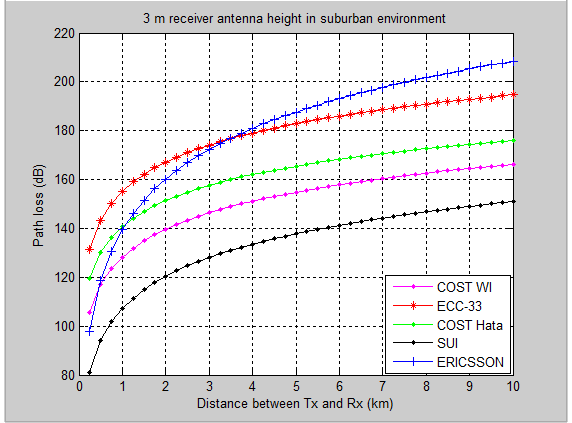 3 m receiver antenna height in suburban environment
220
200
180
160
140
120
100
80
Path loss (dB)
0 1 2 3 4 5 6 7 8 9 10
Distance between Tx and Rx (km)
COST WI
ECC-33
COST Hata
SUI
ERICSSON